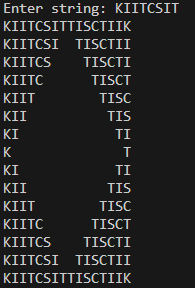 Enter string: KIITCSIT
KIITCSITTISCTIIK
KIITCSI  TISCTII
KIITCS    TISCTI
KIITC      TISCT
KIIT        TISC
KII          TIS
KI            TI
K              T
KI            TI
KII          TIS
KIIT        TISC
KIITC      TISCT
KIITCS    TISCTI
KIITCSI  TISCTII
KIITCSITTISCTIIK